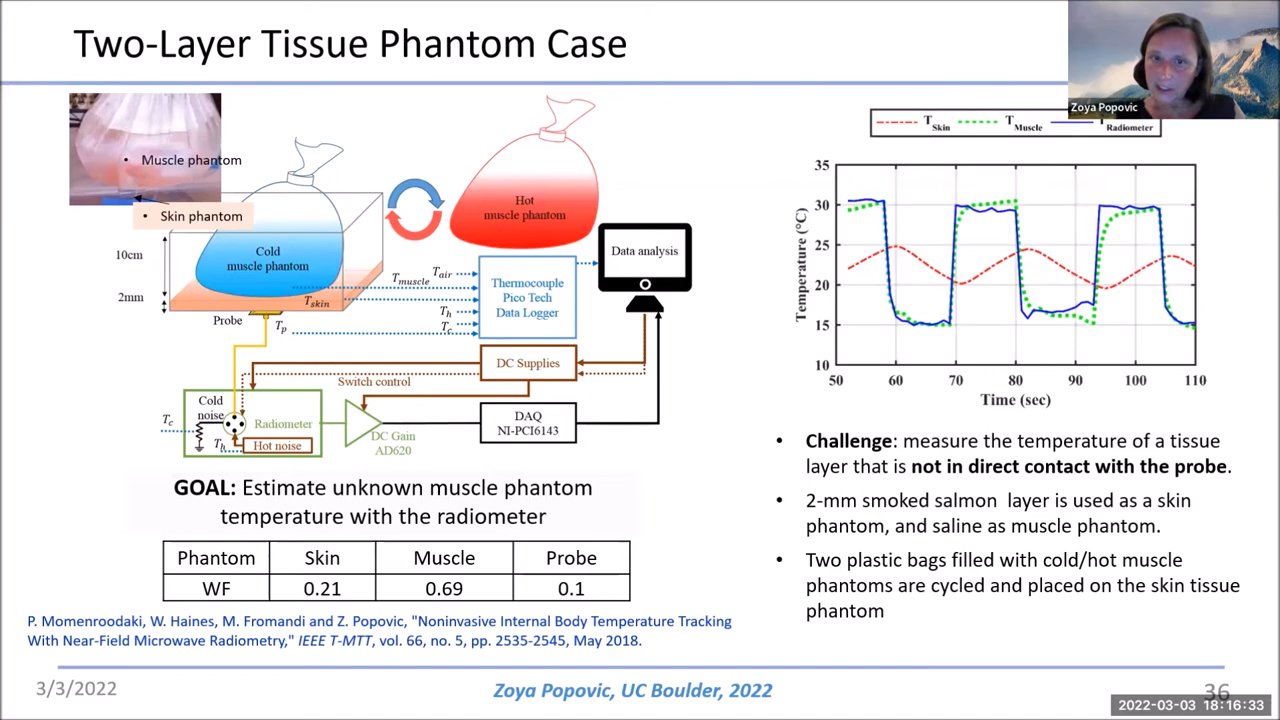 Two-Layer Tissue Phantom Case
Zoya Popovic
• Muscle phantom
• Skin phantom
10cm
2mm
Cold
muscle phantom
Hot
muscle phantom
Probe
T_p
T_skin
T_muscle
T_air
T_h
T_c
Thermocouple
Pico Tech
Data Logger
Data analysis
DC Supplies
Switch control
Cold
noise
T_c
T_h
Radiometer
Hot noise
DC Gain
AD620
DAQ
NI-PCI6143
GOAL: Estimate unknown muscle phantom
temperature with the radiometer
Phantom Skin Muscle Probe
WF 0.21 0.69 0.1
P. Momenroodaki, W. Haines, M. Fromandi and Z. Popovic, "Noninvasive Internal Body Temperature Tracking
With Near-Field Microwave Radiometry," IEEE T-MTT, vol. 66, no. 5, pp. 2535-2545, May 2018.
T_Skin T_Muscle T_Radiometer
Temperature (°C)
35
30
25
20
15
10
50 60 70 80 90 100 110
Time (sec)
• Challenge: measure the temperature of a tissue
layer that is not in direct contact with the probe.
• 2-mm smoked salmon layer is used as a skin
phantom, and saline as muscle phantom.
• Two plastic bags filled with cold/hot muscle
phantoms are cycled and placed on the skin tissue
phantom
3/3/2022
Zoya Popovic, UC Boulder, 2022
36
2022-03-03 18:16:33